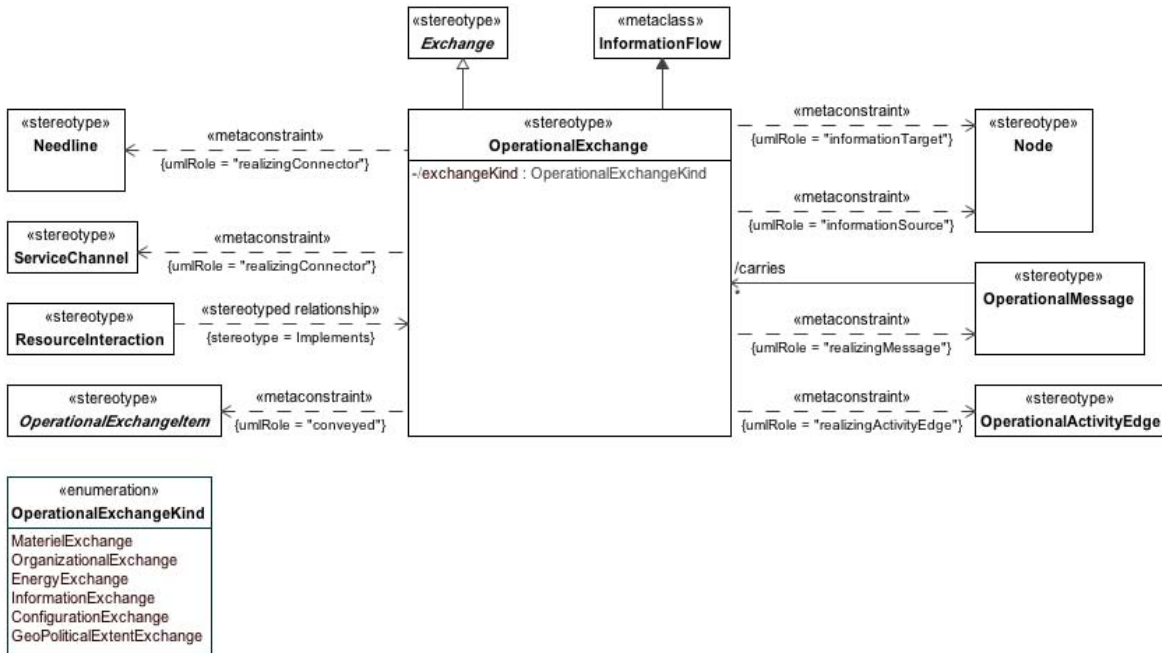 «stereotype»
Exchange
«metaclass»
InformationFlow
«stereotype»
Needline
«metaconstraint»
{umlRole = "realizingConnector"}
«stereotype»
OperationalExchange
-/exchangeKind : OperationalExchangeKind
«metaconstraint»
{umlRole = "informationTarget"}
«stereotype»
Node
«metaconstraint»
{umlRole = "informationSource"}
«stereotype»
ServiceChannel
«metaconstraint»
{umlRole = "realizingConnector"}
/carries
*
«stereotype»
OperationalMessage
«stereotype»
ResourceInteraction
«stereotyped relationship»
{stereotype = Implements}
«metaconstraint»
{umlRole = "realizingMessage"}
«stereotype»
OperationalExchangeItem
«metaconstraint»
{umlRole = "conveyed"}
«metaconstraint»
{umlRole = "realizingActivityEdge"}
«stereotype»
OperationalActivityEdge
«enumeration»
OperationalExchangeKind
MaterielExchange
OrganizationalExchange
EnergyExchange
InformationExchange
ConfigurationExchange
GeoPoliticalExtentExchange